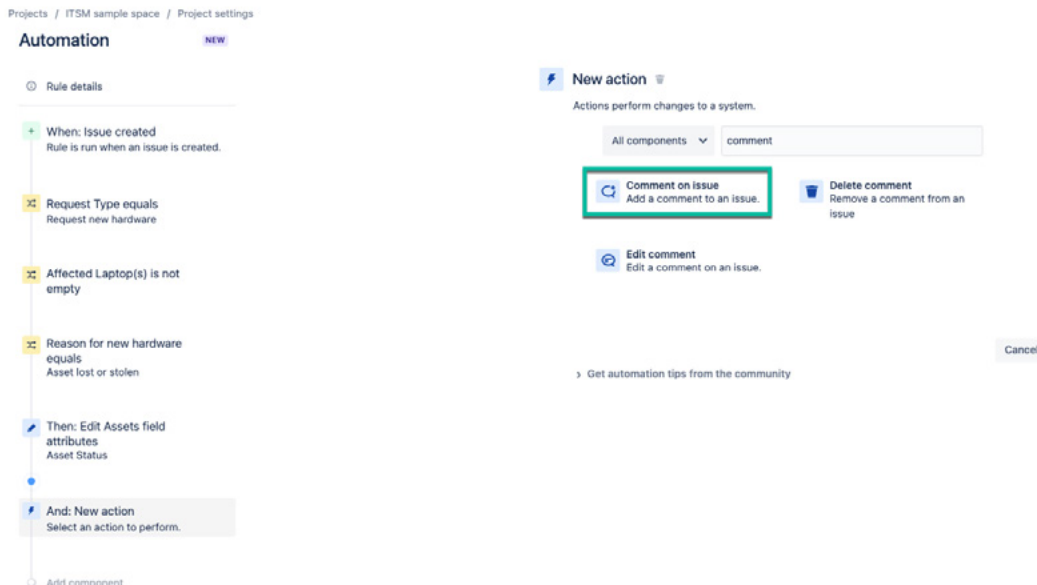 Projects / ITSM sample space / Project settings
Automation NEW
Rule details
When: Issue created
Rule is run when an issue is created.
Request Type equals
Request new hardware
Affected Laptop(s) is not
empty
Reason for new hardware
equals
Asset lost or stolen
Then: Edit Assets field
attributes
Asset Status
And: New action
Select an action to perform.
Add component
New action
Actions perform changes to a system.
All components
comment
Comment on issue
Add a comment to an issue.
Delete comment
Remove a comment from an
issue
Edit comment
Edit a comment on an issue.
Cancel
Get automation tips from the community